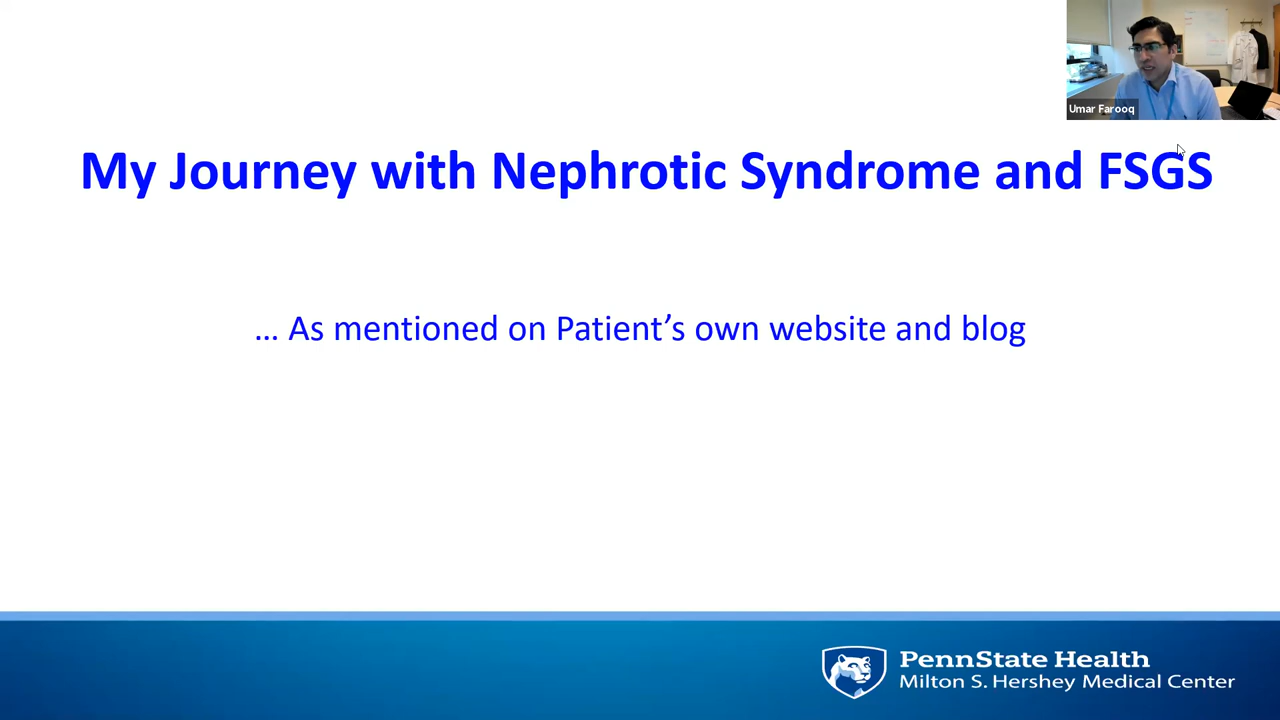 Umar Farooq
My Journey with Nephrotic Syndrome and FSGS
… As mentioned on Patient’s own website and blog
PennState Health
Milton S. Hershey Medical Center